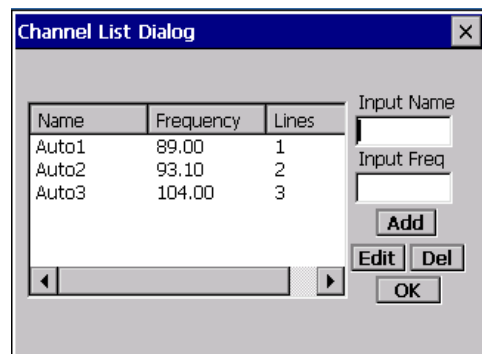 Channel List Dialog
Name Frequency Lines
Auto1 89.00 1
Auto2 93.10 2
Auto3 104.00 3
Input Name
Input Freq
Add
Edit Del
OK